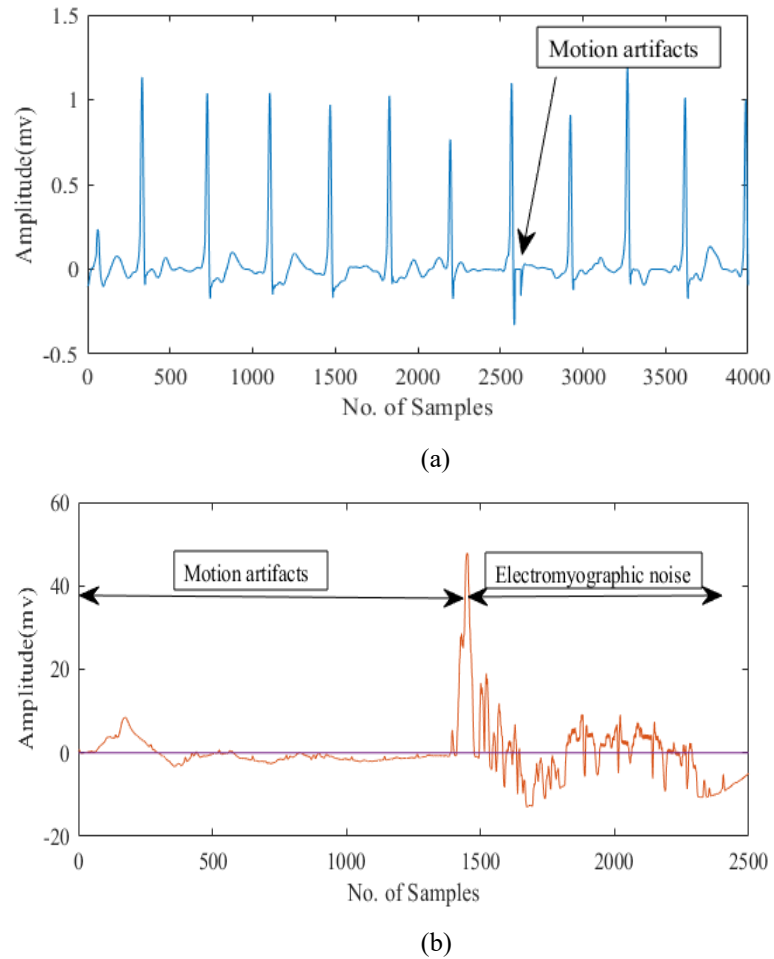 1.5
Motion artifacts
1
0.5
0
-0.5
Amplitude(mv)
0 500 1000 1500 2000 2500 3000 3500 4000
No. of Samples
(a)
60
Motion artifacts Electromyographic noise
40
20
0
-20
Amplitude(mv)
0 500 1000 1500 2000 2500
No. of Samples
(b)